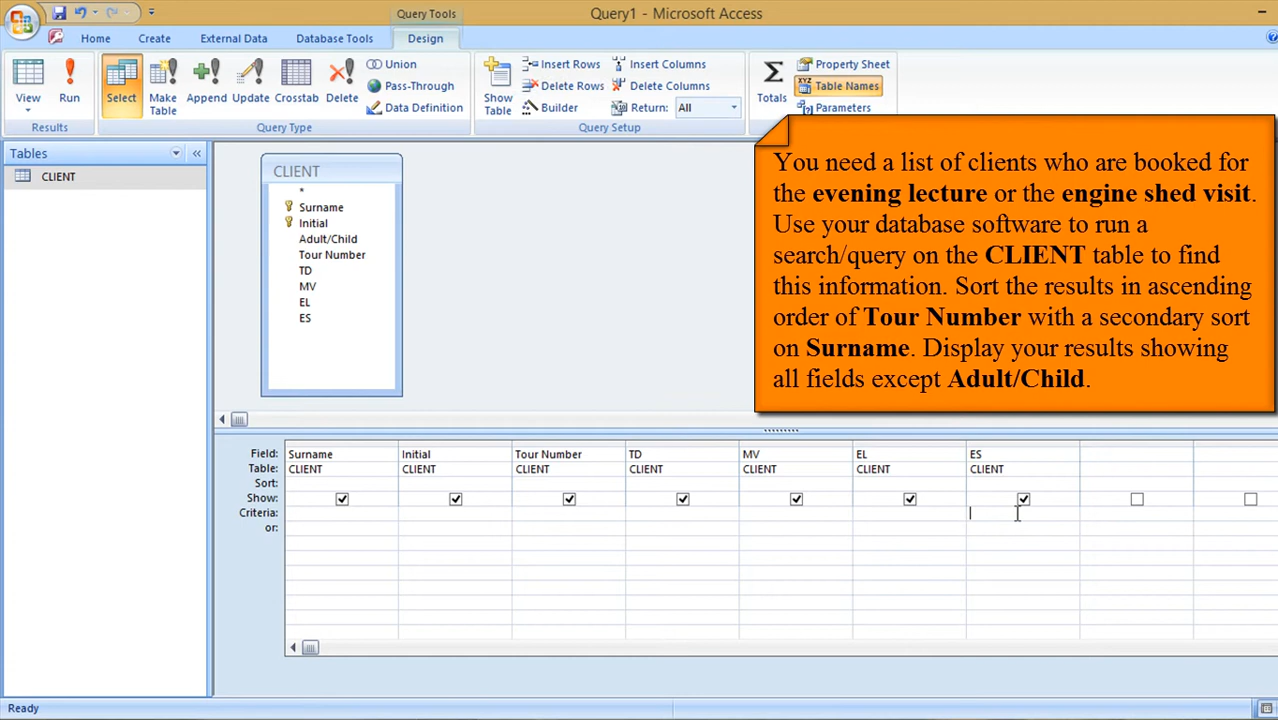 Query Tools
Query1 - Microsoft Access
Home Create External Data Database Tools Design
View Run Select Make Table Append Update Crosstab Delete
Union
Pass-Through
Data Definition
Show Table
Insert Rows
Delete Rows
Builder
Insert Columns
Delete Columns
Return: All
Totals
Property Sheet
Table Names
Parameters
Results Query Type Query Setup
Tables
CLIENT
CLIENT
*
Surname
Initial
Adult/Child
Tour Number
TD
MV
EL
ES
You need a list of clients who are booked for
the evening lecture or the engine shed visit.
Use your database software to run a
search/query on the CLIENT table to find
this information. Sort the results in ascending
order of Tour Number with a secondary sort
on Surname. Display your results showing
all fields except Adult/Child.
Field: Surname Initial Tour Number TD MV EL ES
Table: CLIENT CLIENT CLIENT CLIENT CLIENT CLIENT CLIENT
Sort:
Show:
Criteria:
or:
Ready